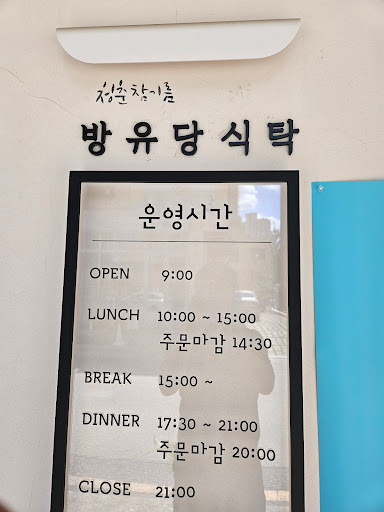 청춘참기름
방유당식탁
운영시간
OPEN 9:00
LUNCH 10:00 ~ 15:00
주문마감 14:30
BREAK 15:00 ~
DINNER 17:30 ~ 21:00
주문마감 20:00
CLOSE 21:00